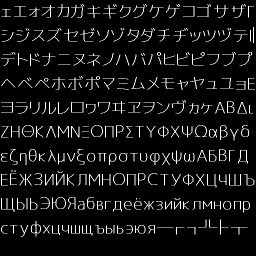 ェエォオカガキギクグケゲコゴサザ
シジスズセゼソゾタダチヂッツヅテ
デトドナニヌネノハバパヒビピフブプ
ヘベペホボポマミムメモャヤュユョ
ヨラリルレロヮワヰヱヲンヴヵヶΑΒΔι
ΖΗΘΚΛΜΝΞΟΠΡΣΤΥΦΧΨΩαβγδ
εζηθκλμνξοπρστυφχψωАБВГД
ЕЁЖЗИЙКЛМНОПРСТУФХЦЧШЪ
ЩЫЬЭЮЯабвгдеёжзийклмнопр
стуфхцчшщъыьэюя─┌┐┘└├┬